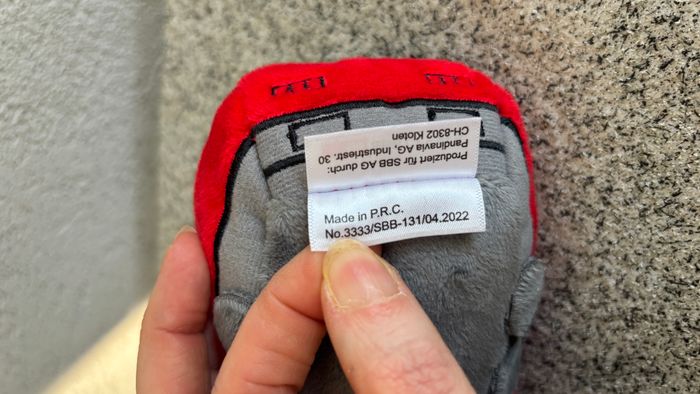 Produziert für SBB AG durch:
Pandinavia AG, Industriestr. 30
CH-8302 Kloten
Made in P.R.C.
No.3333/SBB-131/04.2022